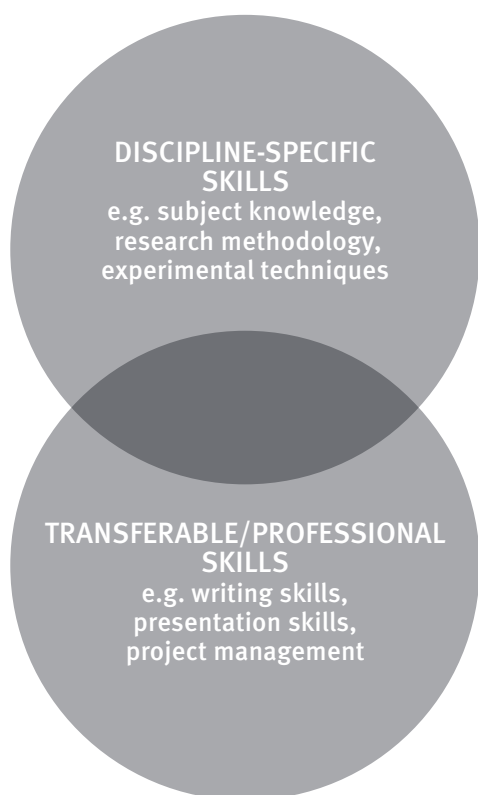 DISCIPLINE-SPECIFIC
SKILLS
e.g. subject knowledge,
research methodology,
experimental techniques
TRANSFERABLE/PROFESSIONAL
SKILLS
e.g. writing skills,
presentation skills,
project management